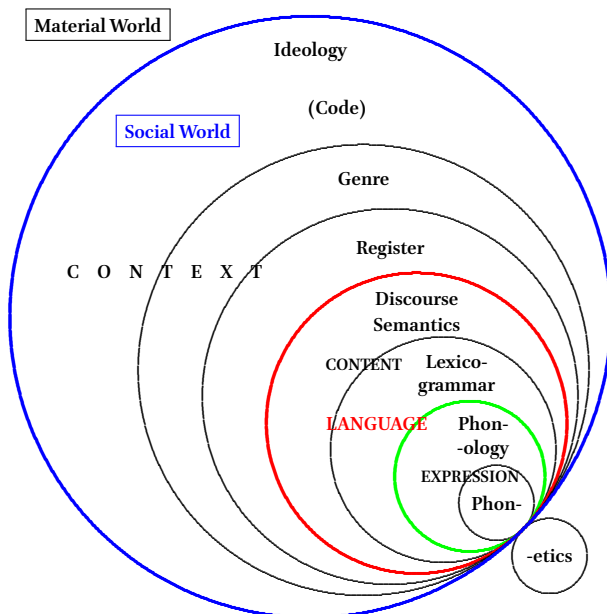 Material World
Ideology
(Code)
Social World
Genre
Register
C O N T E X T
Discourse
Semantics
CONTENT
Lexico-
grammar
LANGUAGE
Phon-
-ology
EXPRESSION
Phon-
-etics